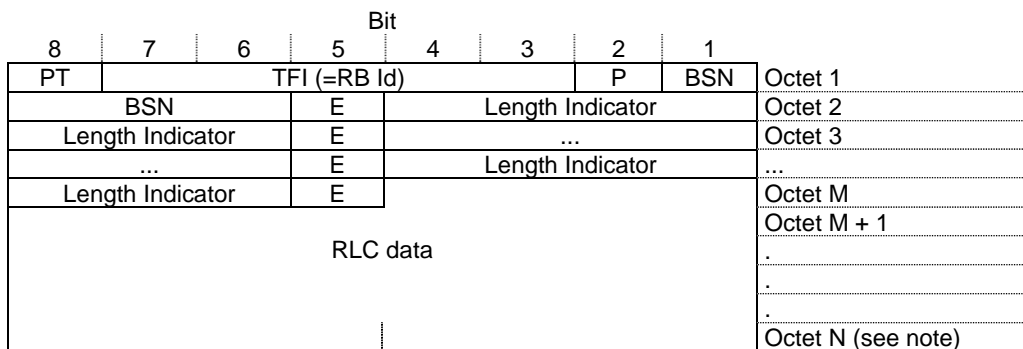 Bit
8 7 6 5 4 3 2 1
PT TFI (=RB Id) P BSN Octet 1
BSN E Length Indicator Octet 2
Length Indicator E ... Octet 3
... E Length Indicator ...
Length Indicator E Octet M
Octet M + 1
RLC data .
.
.
Octet N (see note)